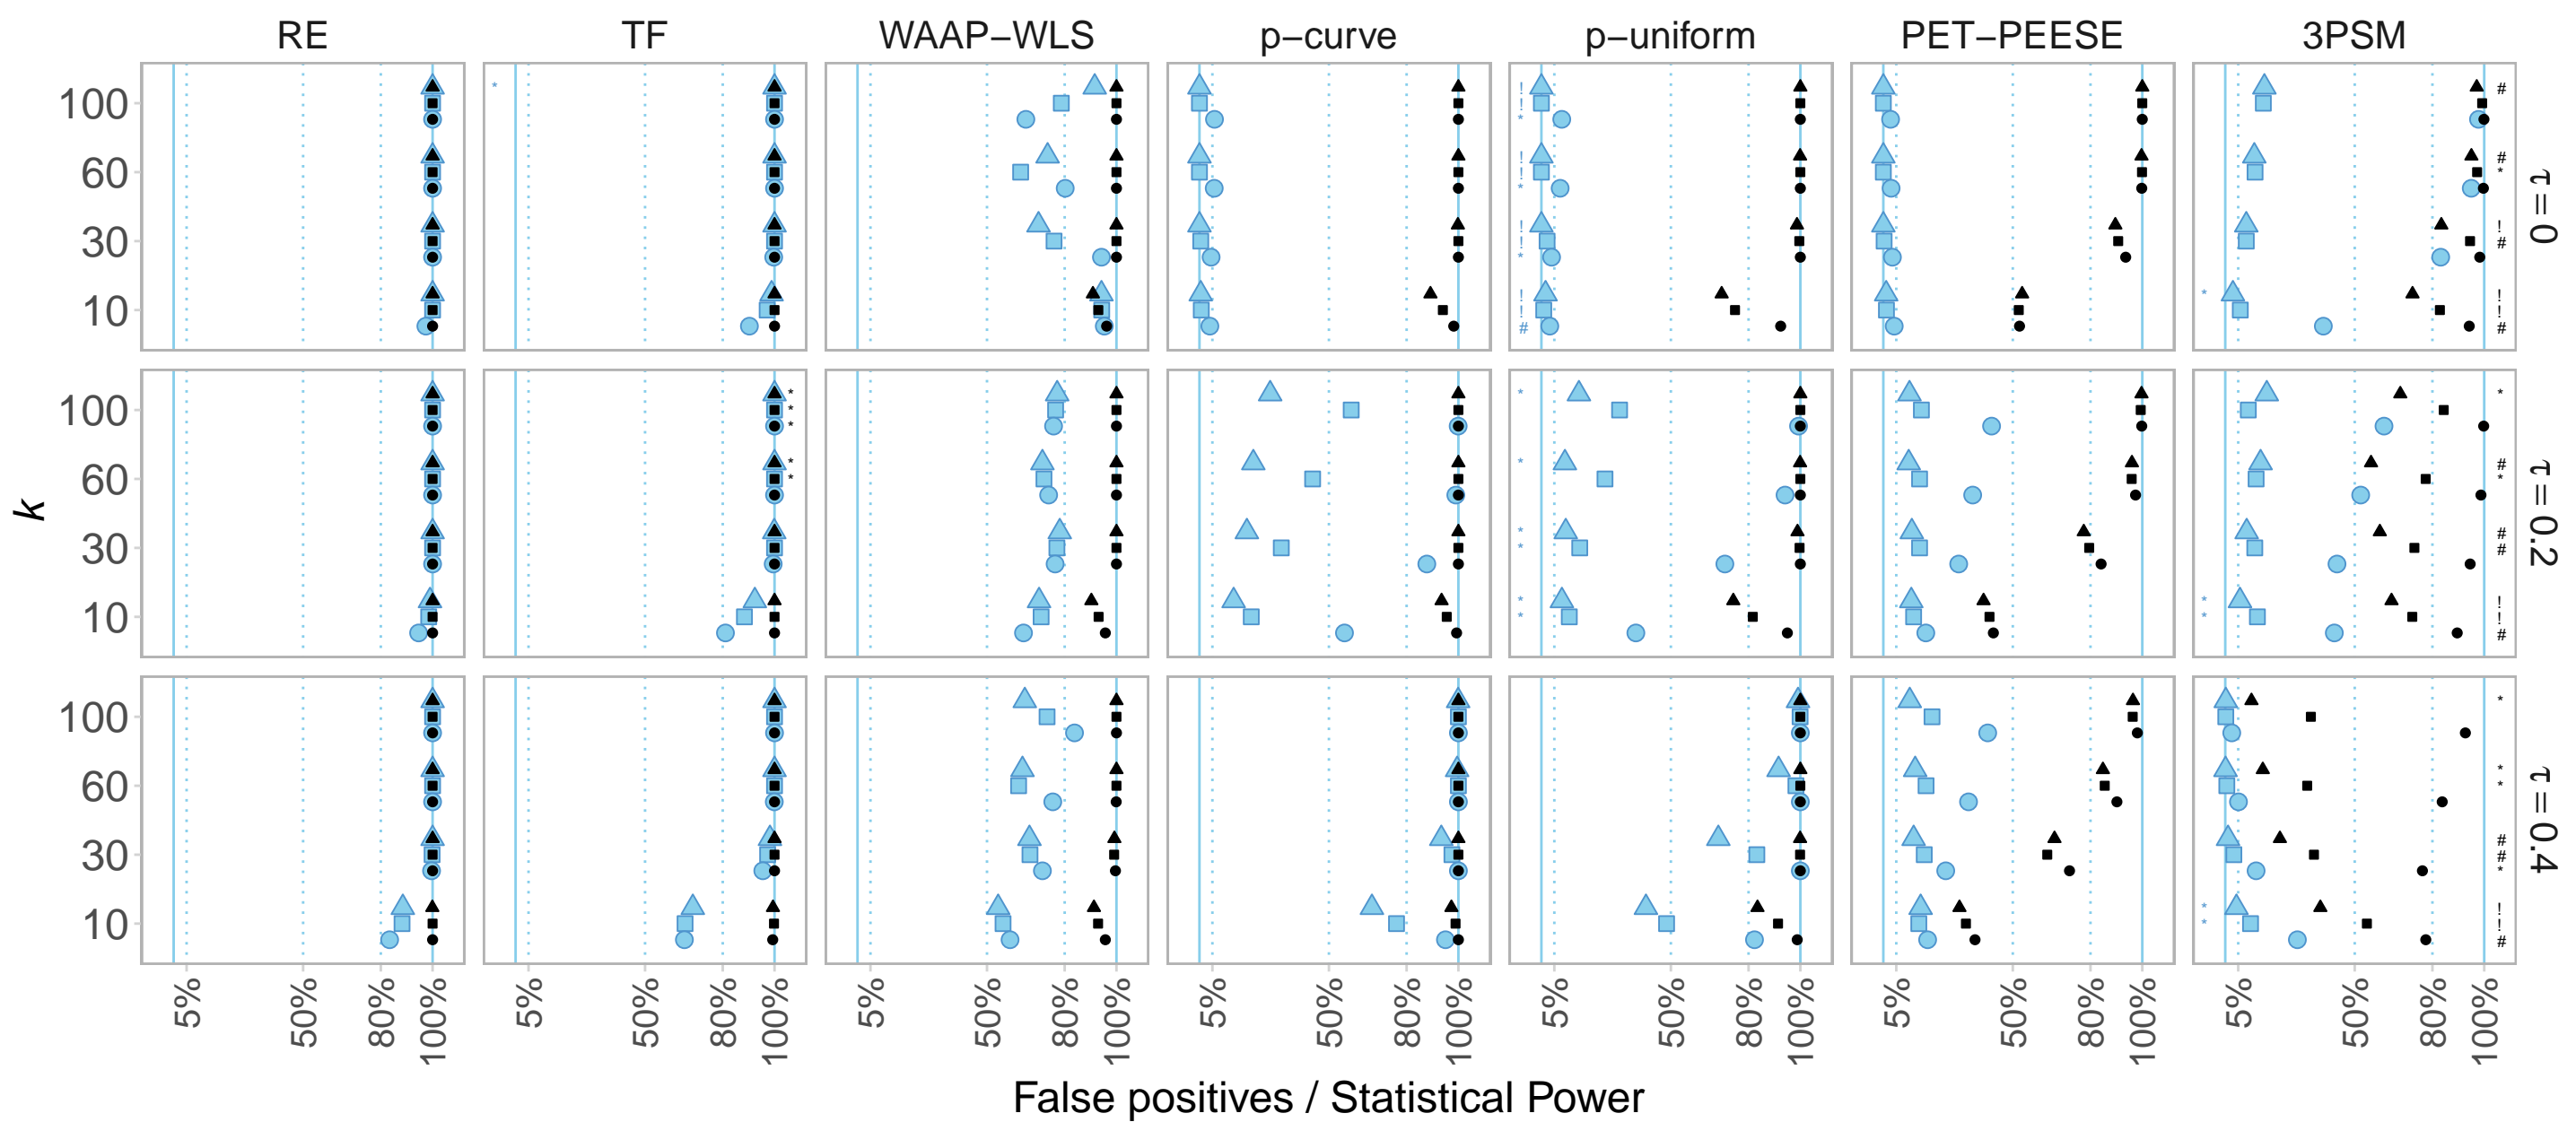 RE TF WAAP–WLS p–curve p–uniform PET–PEESE 3PSM
* ! #
100 !
*
! #
60 ! *
*
! !
30 ! #
*
* ! !
10 ! !
# #
τ = 0
* * *
100 *
*
* * #
60 * *
* #
30 * #
* * * !
10 * * !
#
τ = 0.2
k
*
100
*
60 *
#
30 #
*
* !
10 * !
#
τ = 0.4
5% 50% 80% 100% 5% 50% 80% 100% 5% 50% 80% 100% 5% 50% 80% 100% 5% 50% 80% 100% 5% 50% 80% 100% 5% 50% 80% 100%
False positives / Statistical Power